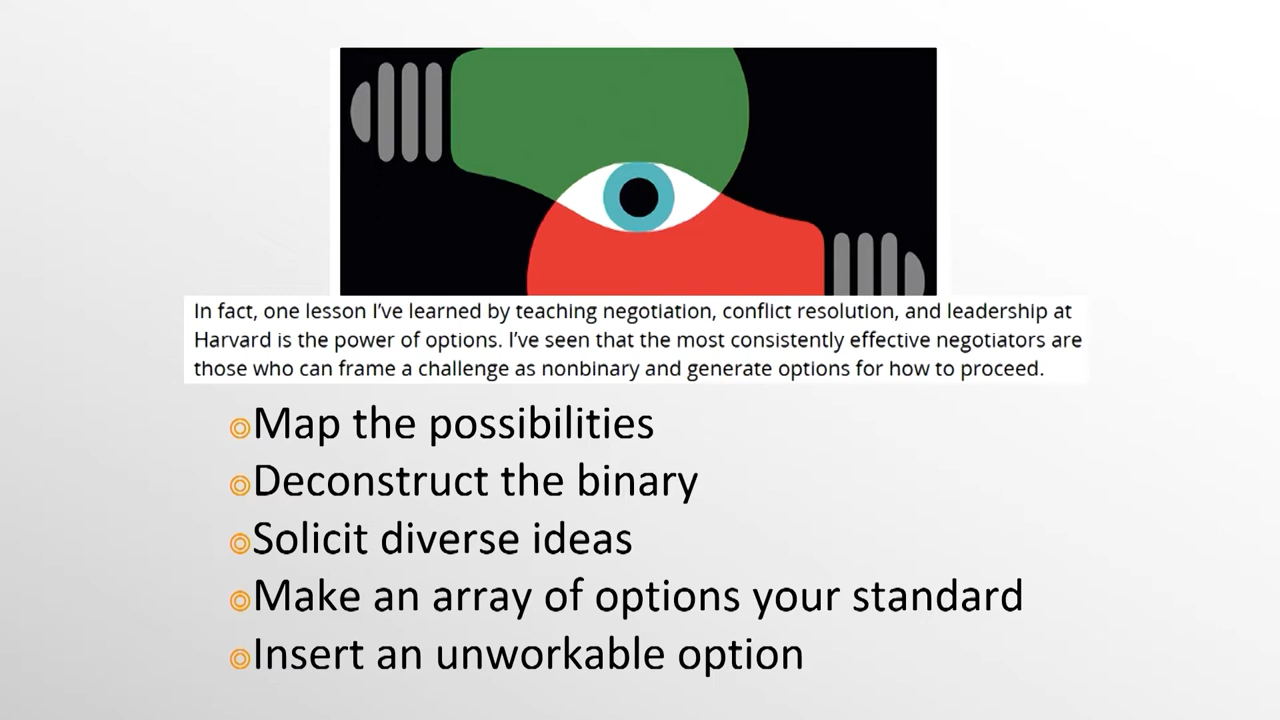 In fact, one lesson I've learned by teaching negotiation, conflict resolution, and leadership at
Harvard is the power of options. I've seen that the most consistently effective negotiators are
those who can frame a challenge as nonbinary and generate options for how to proceed.
Map the possibilities
Deconstruct the binary
Solicit diverse ideas
Make an array of options your standard
Insert an unworkable option